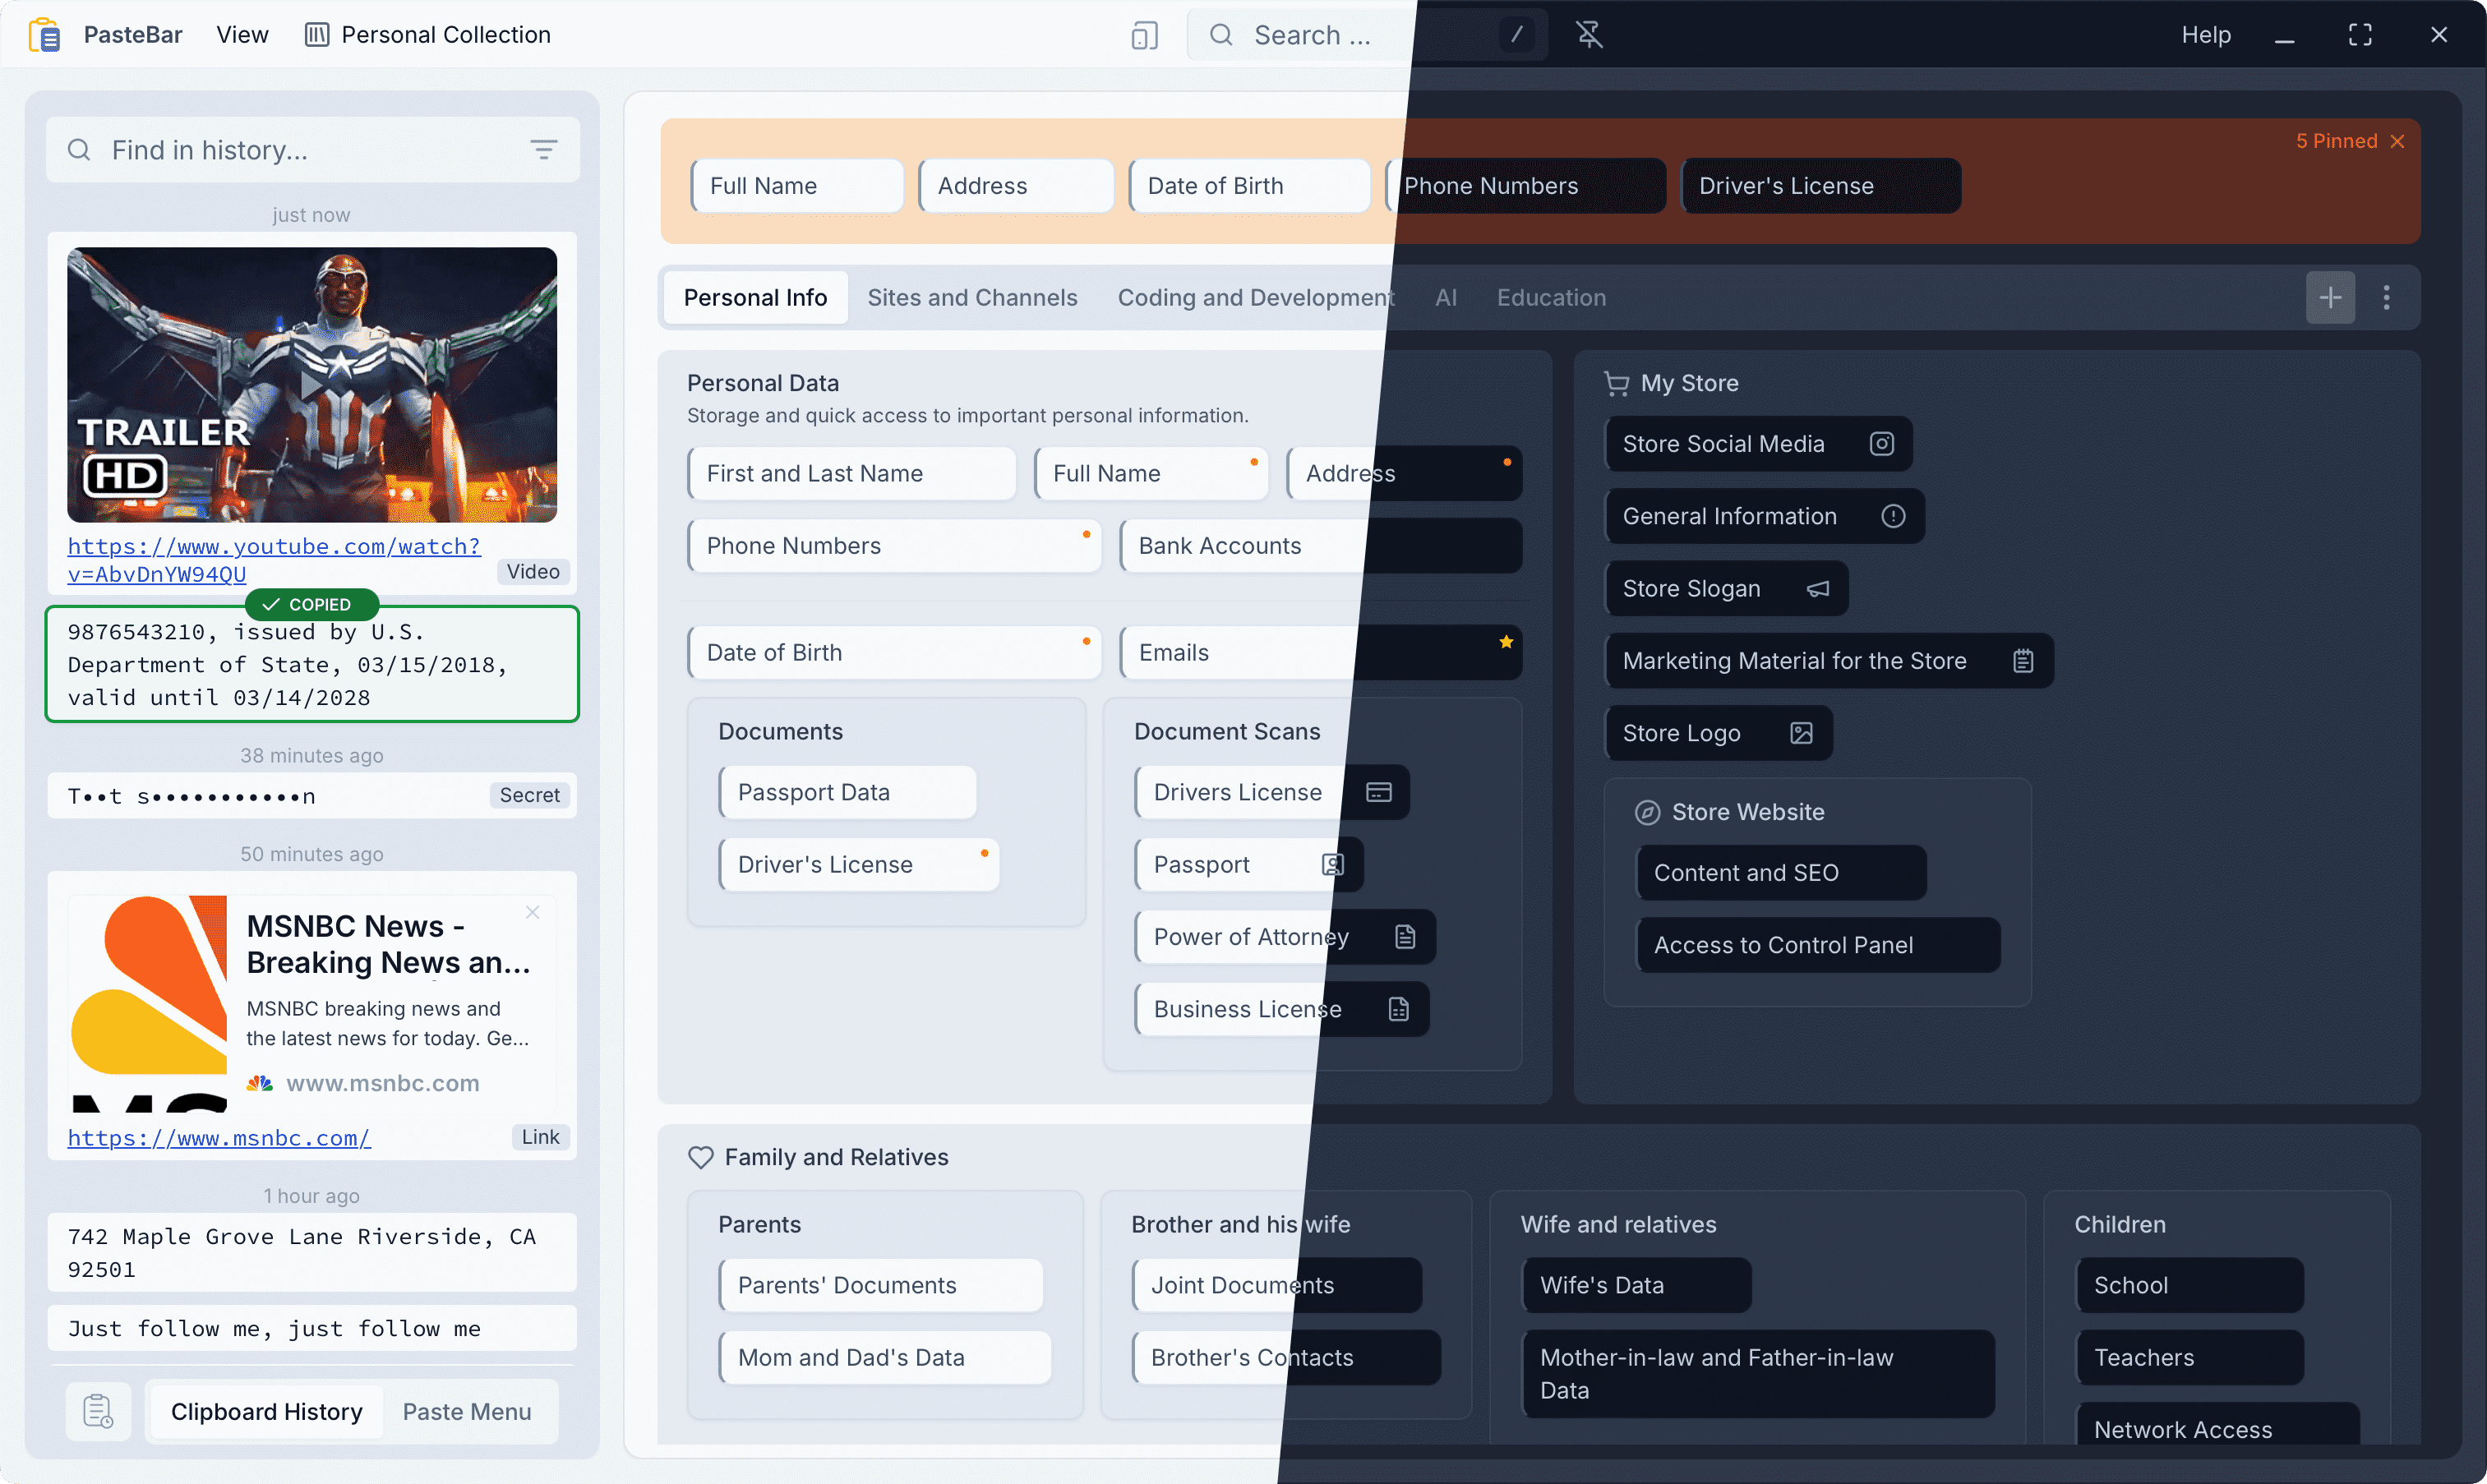 PasteBar
View
Personal Collection
Search ...
/
Help
Find in history...
just now
TRAILER
HD
https://www.youtube.com/watch?
v=AbvDnYW94QU
Video
COPIED
9876543210, issued by U.S.
Department of State, 03/15/2018,
valid until 03/14/2028
38 minutes ago
T••t s•••••••••••n
Secret
50 minutes ago
MSNBC News -
Breaking News an...
MSNBC breaking news and
the latest news for today. Ge...
www.msnbc.com
https://www.msnbc.com/
Link
1 hour ago
742 Maple Grove Lane Riverside, CA
92501
Just follow me, just follow me
Clipboard History
Paste Menu
5 Pinned
Full Name
Address
Date of Birth
Phone Numbers
Driver's License
Personal Info
Sites and Channels
Coding and Development
AI
Education
Personal Data
Storage and quick access to important personal information.
First and Last Name
Full Name
Address
Phone Numbers
Bank Accounts
Date of Birth
Emails
Documents
Passport Data
Driver's License
Document Scans
Drivers License
Passport
Power of Attorney
Business License
My Store
Store Social Media
General Information
Store Slogan
Marketing Material for the Store
Store Logo
Store Website
Content and SEO
Access to Control Panel
Family and Relatives
Parents
Parents' Documents
Mom and Dad's Data
Brother and his wife
Joint Documents
Brother's Contacts
Wife and relatives
Wife's Data
Mother-in-law and Father-in-law
Data
Children
School
Teachers
Network Access